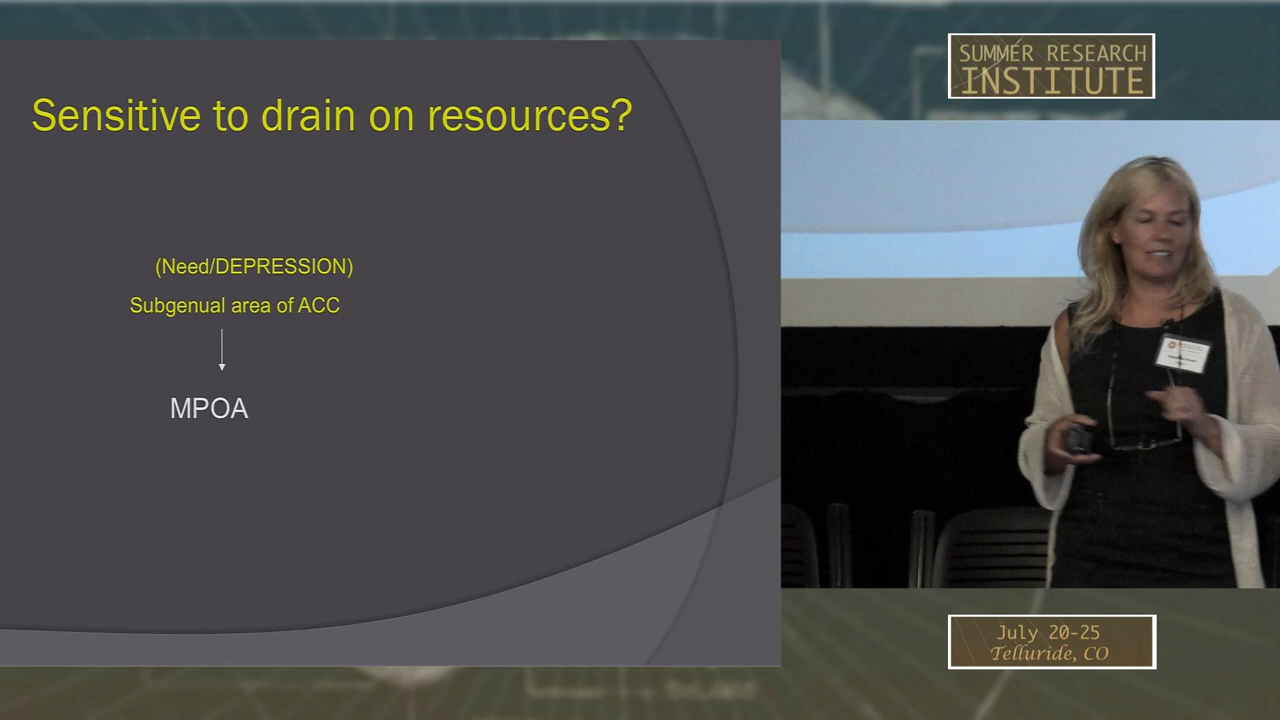 Sensitive to drain on resources?
(Need/DEPRESSION)
Subgenual area of ACC
MPOA
SUMMER RESEARCH
INSTITUTE
July 20-25
Telluride, CO